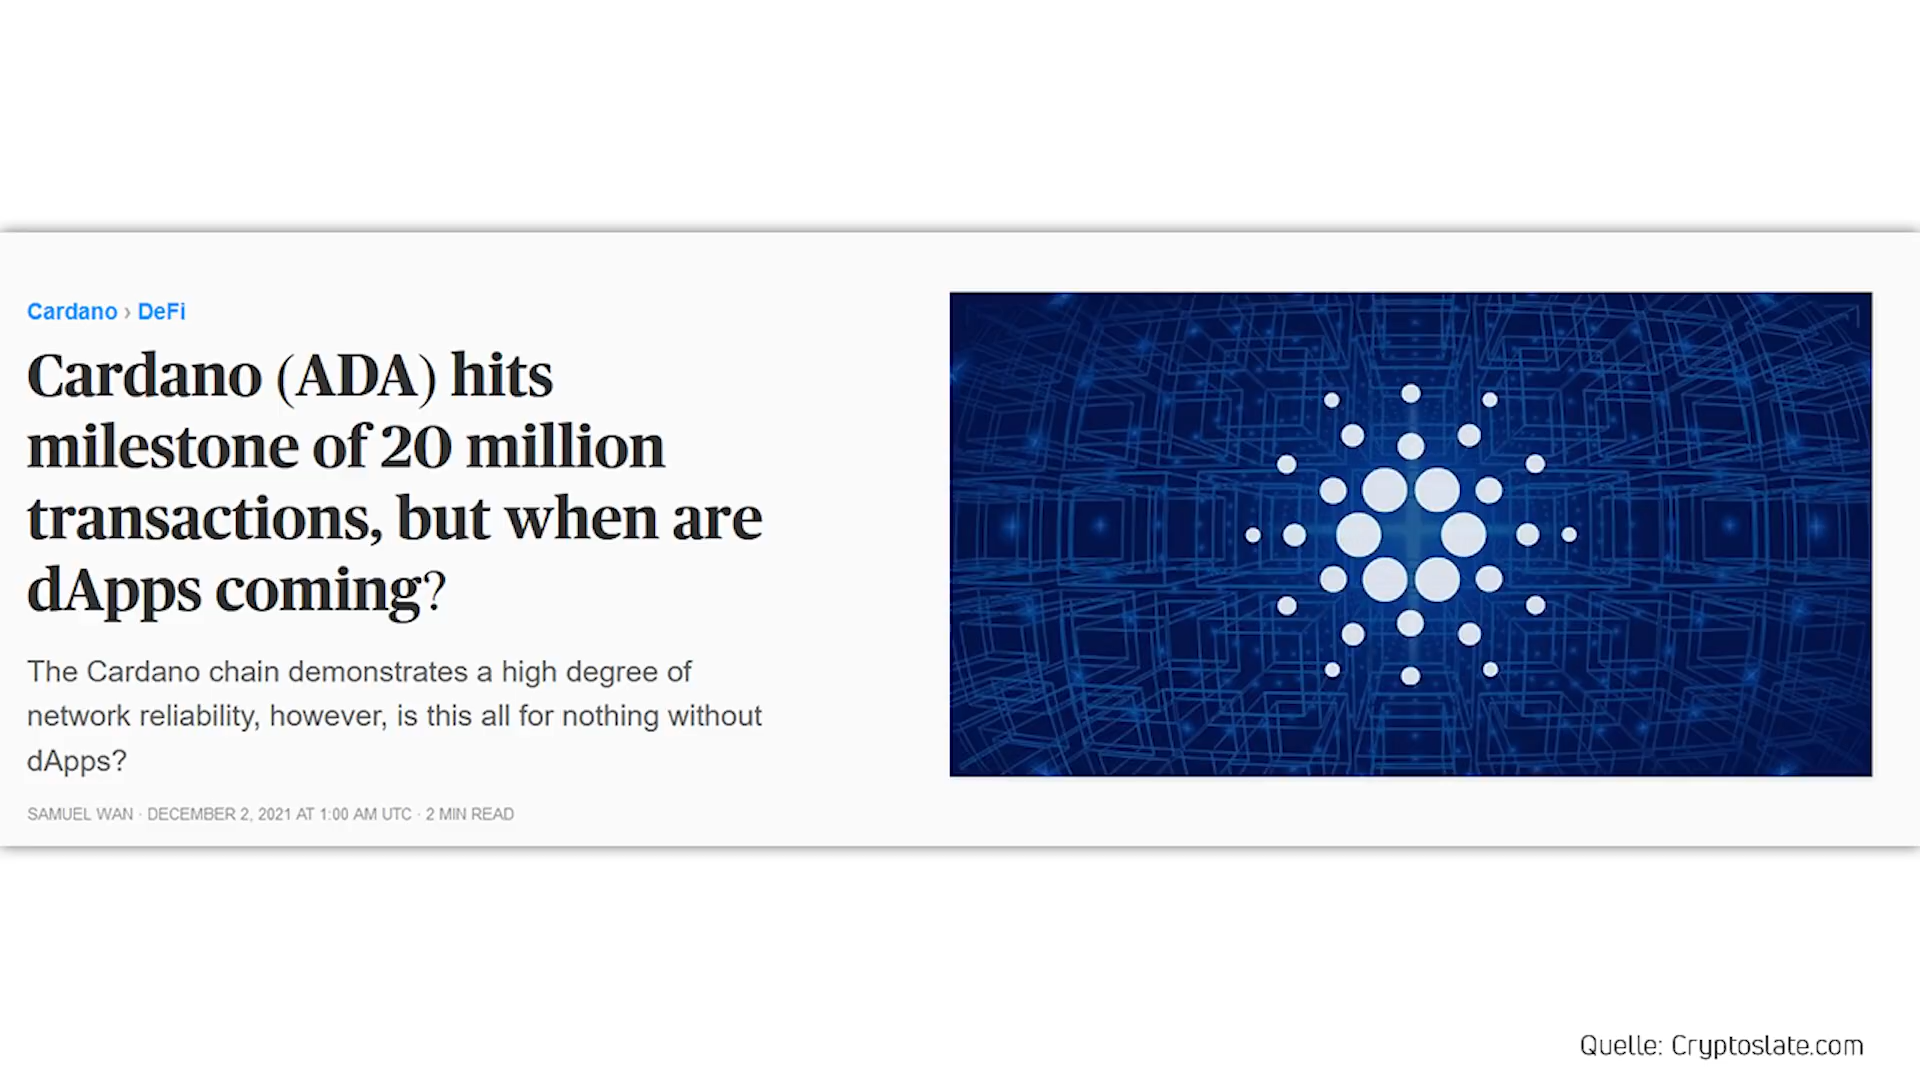 Cardano › DeFi
Cardano (ADA) hits
milestone of 20 million
transactions, but when are
dApps coming?
The Cardano chain demonstrates a high degree of
network reliability, however, is this all for nothing without
dApps?
SAMUEL WAN · DECEMBER 2, 2021 AT 1:00 AM UTC · 2 MIN READ
Quelle: Cryptoslate.com